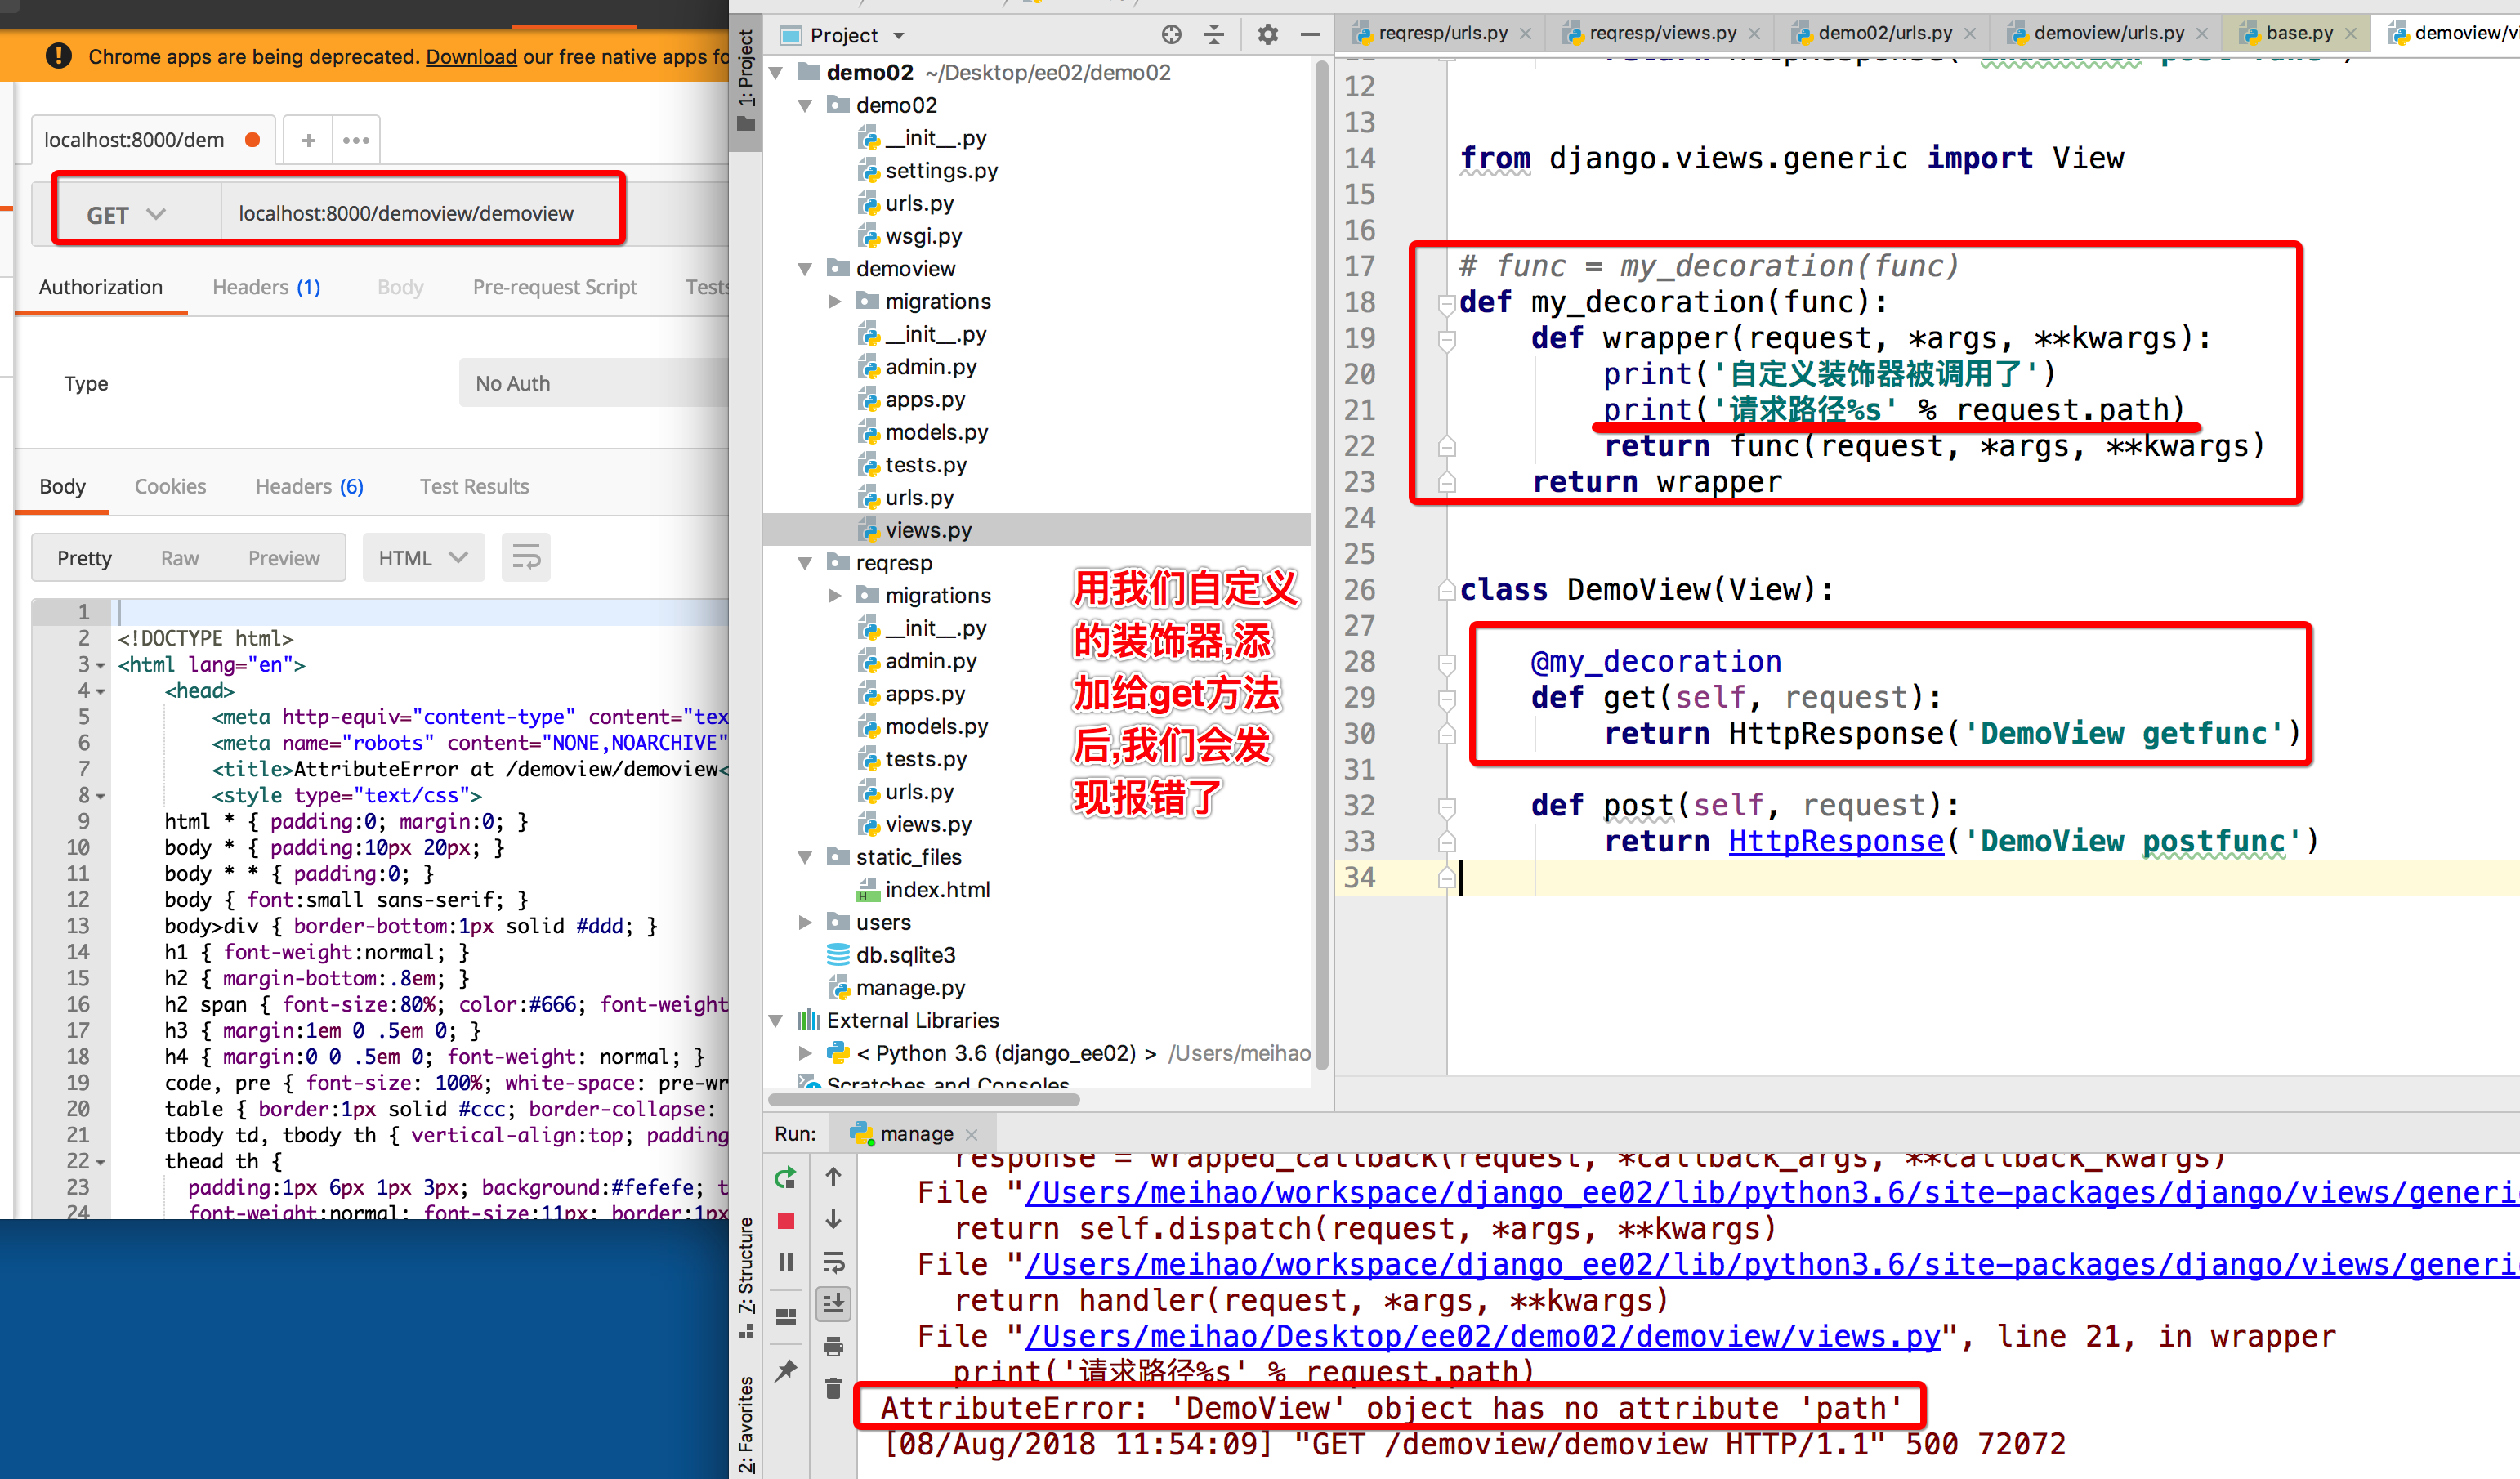 Chrome apps are being deprecated. Download our free native apps fo
localhost:8000/dem
GET localhost:8000/demoview/demoview
Authorization Headers (1) Body Pre-request Script Tests
Type No Auth
Body Cookies Headers (6) Test Results
Pretty Raw Preview HTML
1
2 <!DOCTYPE html>
3 <html lang="en">
4 <head>
5 <meta http-equiv="content-type" content="tex
6 <meta name="robots" content="NONE,NOARCHIVE"
7 <title>AttributeError at /demoview/demoview<
8 <style type="text/css">
9 html * { padding:0; margin:0; }
10 body * { padding:10px 20px; }
11 body * * { padding:0; }
12 body { font:small sans-serif; }
13 body>div { border-bottom:1px solid #ddd; }
14 h1 { font-weight:normal; }
15 h2 { margin-bottom:.8em; }
16 h2 span { font-size:80%; color:#666; font-weight
17 h3 { margin:1em 0 .5em 0; }
18 h4 { margin:0 0 .5em 0; font-weight: normal; }
19 code, pre { font-size: 100%; white-space: pre-wr
20 table { border:1px solid #ccc; border-collapse:
21 tbody td, tbody th { vertical-align:top; padding
22 thead th {
23 padding:1px 6px 1px 3px; background:#fefefe; t
24 font-weight:normal; font-size:11px; border:1px
1: Project
7: Structure
2: Favorites
Project
demo02 ~/Desktop/ee02/demo02
demo02
__init__.py
settings.py
urls.py
wsgi.py
demoview
migrations
__init__.py
admin.py
apps.py
models.py
tests.py
urls.py
views.py
reqresp
migrations
__init__.py
admin.py
apps.py
models.py
tests.py
urls.py
views.py
static_files
index.html
users
db.sqlite3
manage.py
External Libraries
< Python 3.6 (django_ee02) > /Users/meihao
Scratches and Consoles
用我们自定义
的装饰器,添
加给get方法
后,我们会发
现报错了
reqresp/urls.py reqresp/views.py demo02/urls.py demoview/urls.py base.py demoview/vi
12
13
14 from django.views.generic import View
15
16
17 # func = my_decoration(func)
18 def my_decoration(func):
19 def wrapper(request, *args, **kwargs):
20 print('自定义装饰器被调用了')
21 print('请求路径%s' % request.path)
22 return func(request, *args, **kwargs)
23 return wrapper
24
25
26 class DemoView(View):
27
28 @my_decoration
29 def get(self, request):
30 return HttpResponse('DemoView getfunc')
31
32 def post(self, request):
33 return HttpResponse('DemoView postfunc')
34
Run: manage
response = wrapped_callback(request, *callback_args, **callback_kwargs)
File "/Users/meihao/workspace/django_ee02/lib/python3.6/site-packages/django/views/generic
return self.dispatch(request, *args, **kwargs)
File "/Users/meihao/workspace/django_ee02/lib/python3.6/site-packages/django/views/generic
return handler(request, *args, **kwargs)
File "/Users/meihao/Desktop/ee02/demo02/demoview/views.py", line 21, in wrapper
print('请求路径%s' % request.path)
AttributeError: 'DemoView' object has no attribute 'path'
[08/Aug/2018 11:54:09] "GET /demoview/demoview HTTP/1.1" 500 72072